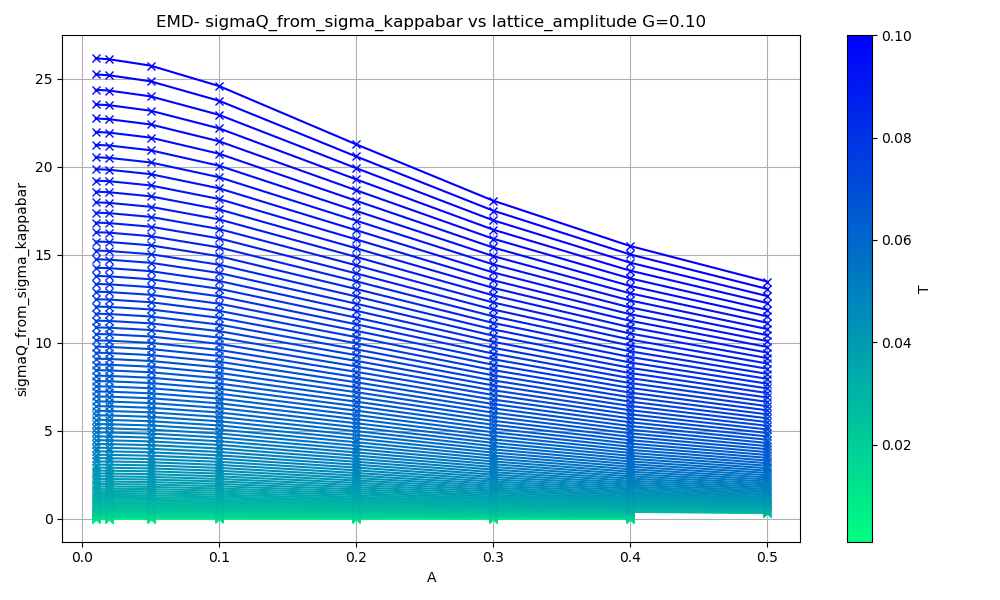 EMD- sigmaQ_from_sigma_kappabar vs lattice_amplitude G=0.10
sigmaQ_from_sigma_kappabar
25
20
15
10
5
0
0.0 0.1 0.2 0.3 0.4 0.5
A
0.10
0.08
0.06
0.04
0.02
T